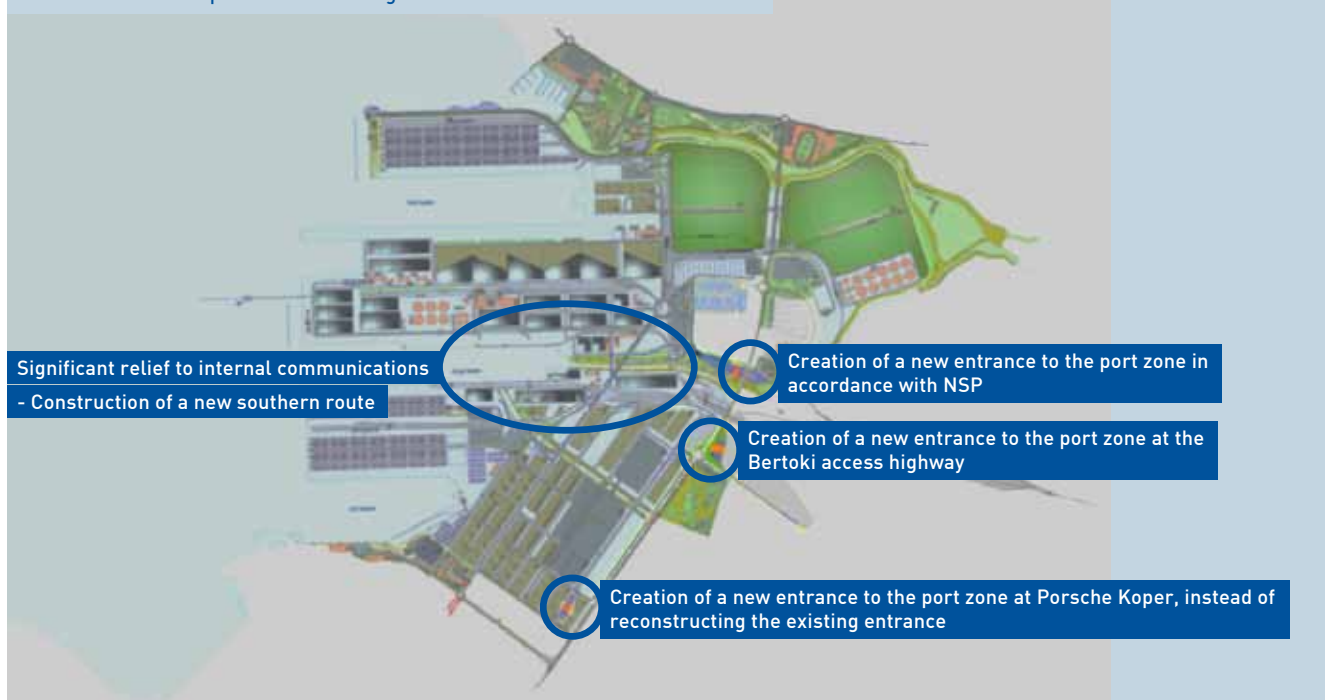 Significant relief to internal communications
- Construction of a new southern route
Creation of a new entrance to the port zone in
accordance with NSP
Creation of a new entrance to the port zone at the
Bertoki access highway
Creation of a new entrance to the port zone at Porsche Koper, instead of
reconstructing the existing entrance